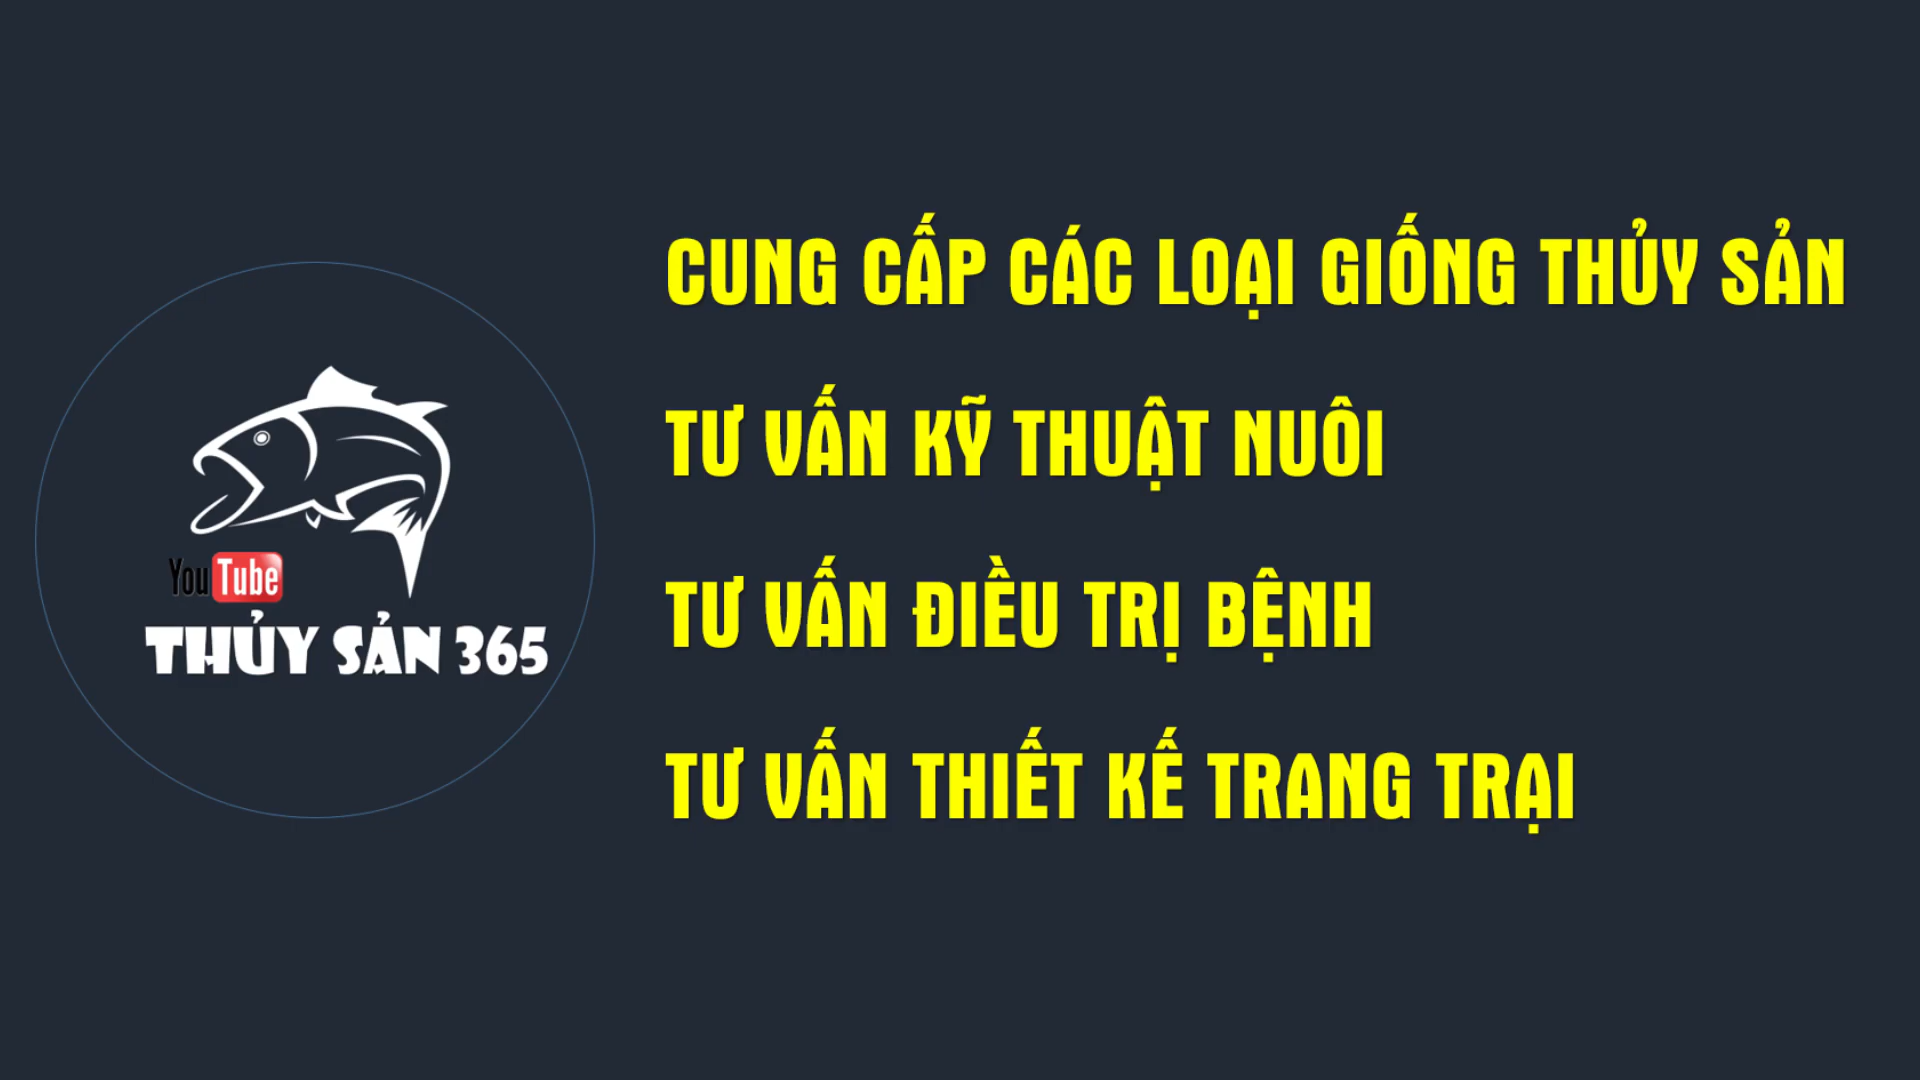 CUNG CẤP CÁC LOẠI GIỐNG THỦY SẢN
TƯ VẤN KỸ THUẬT NUÔI
TƯ VẤN ĐIỀU TRỊ BỆNH
TƯ VẤN THIẾT KẾ TRANG TRẠI
YouTube
THỦY SẢN 365